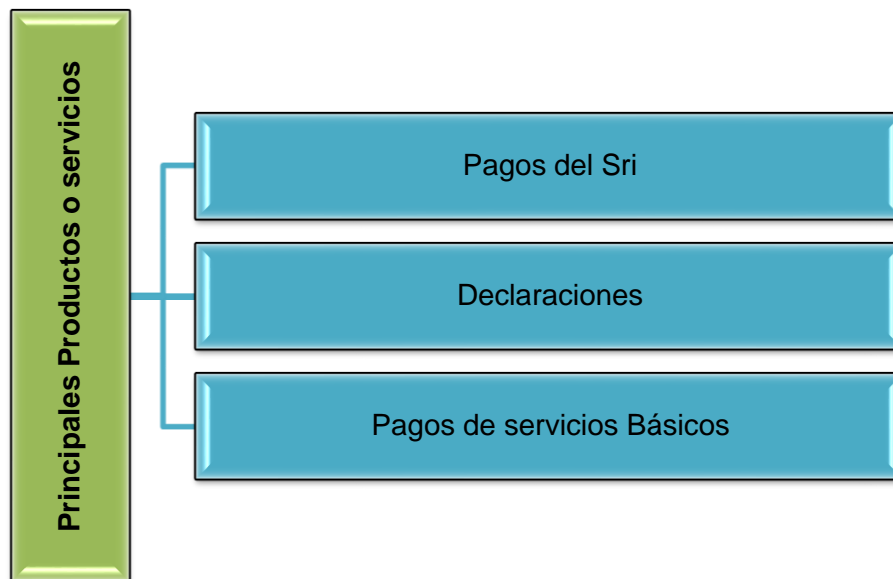 Principales Productos o servicios
Pagos del Sri
Declaraciones
Pagos de servicios Básicos